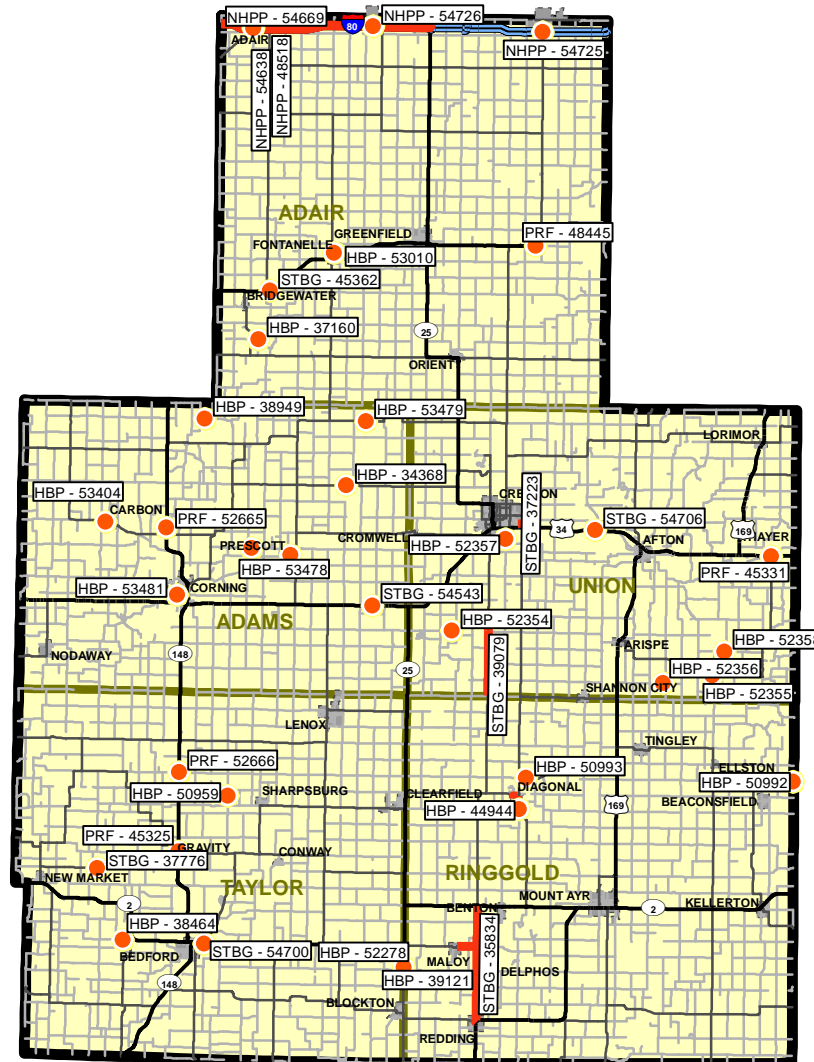 NHPP - 54669
80
NHPP - 54726
ADAIR
NHPP - 54725
NHPP - 54638
NHPP - 48518
ADAIR
GREENFIELD
PRF - 48445
FONTANELLE
HBP - 53010
STBG - 45362
BRIDGEWATER
HBP - 37160
25
ORIENT
HBP - 38949
HBP - 53479
LORIMOR
HBP - 34368
HBP - 53404
CARBON
PRF - 52665
STBG - 37223
34
STBG - 54706
169
CROMWELL
HBP - 52357
AFTON
PRESCOTT
HBP - 53478
PRF - 45331
HBP - 53481
CORNING
UNION
STBG - 54543
ADAMS
HBP - 52354
ARISPE
HBP - 52358
NODAWAY
148
25
STBG - 39079
HBP - 52356
SHANNON CITY
HBP - 52355
LENOX
TINGLEY
PRF - 52666
HBP - 50993
ELLSTON
HBP - 50959
SHARPSBURG
CLEARFIELD
DIAGONAL
HBP - 50992
HBP - 44944
169
BEACONSFIELD
PRF - 45325
GRAVITY
CONWAY
STBG - 37776
NEW MARKET
TAYLOR
RINGGOLD
MOUNT AYR
2
BENTON
2
KELLERTON
HBP - 38464
BEDFORD
STBG - 54700
HBP - 52278
MALOY
STBG - 35834
148
HBP - 39121
DELPHOS
BLOCKTON
REDDING